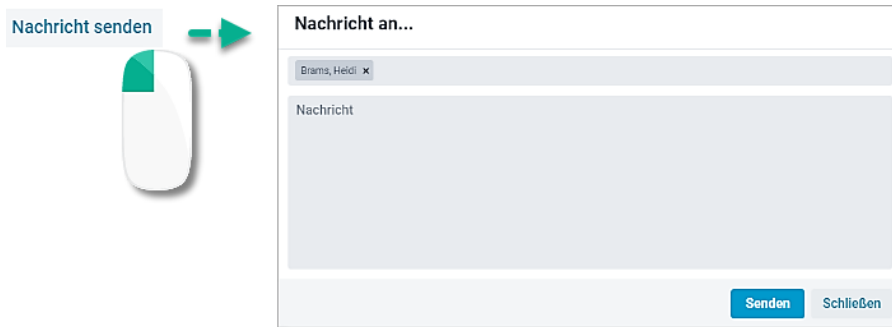 Nachricht senden
Nachricht an...
Brams, Heidi ×
Nachricht
Senden
Schließen